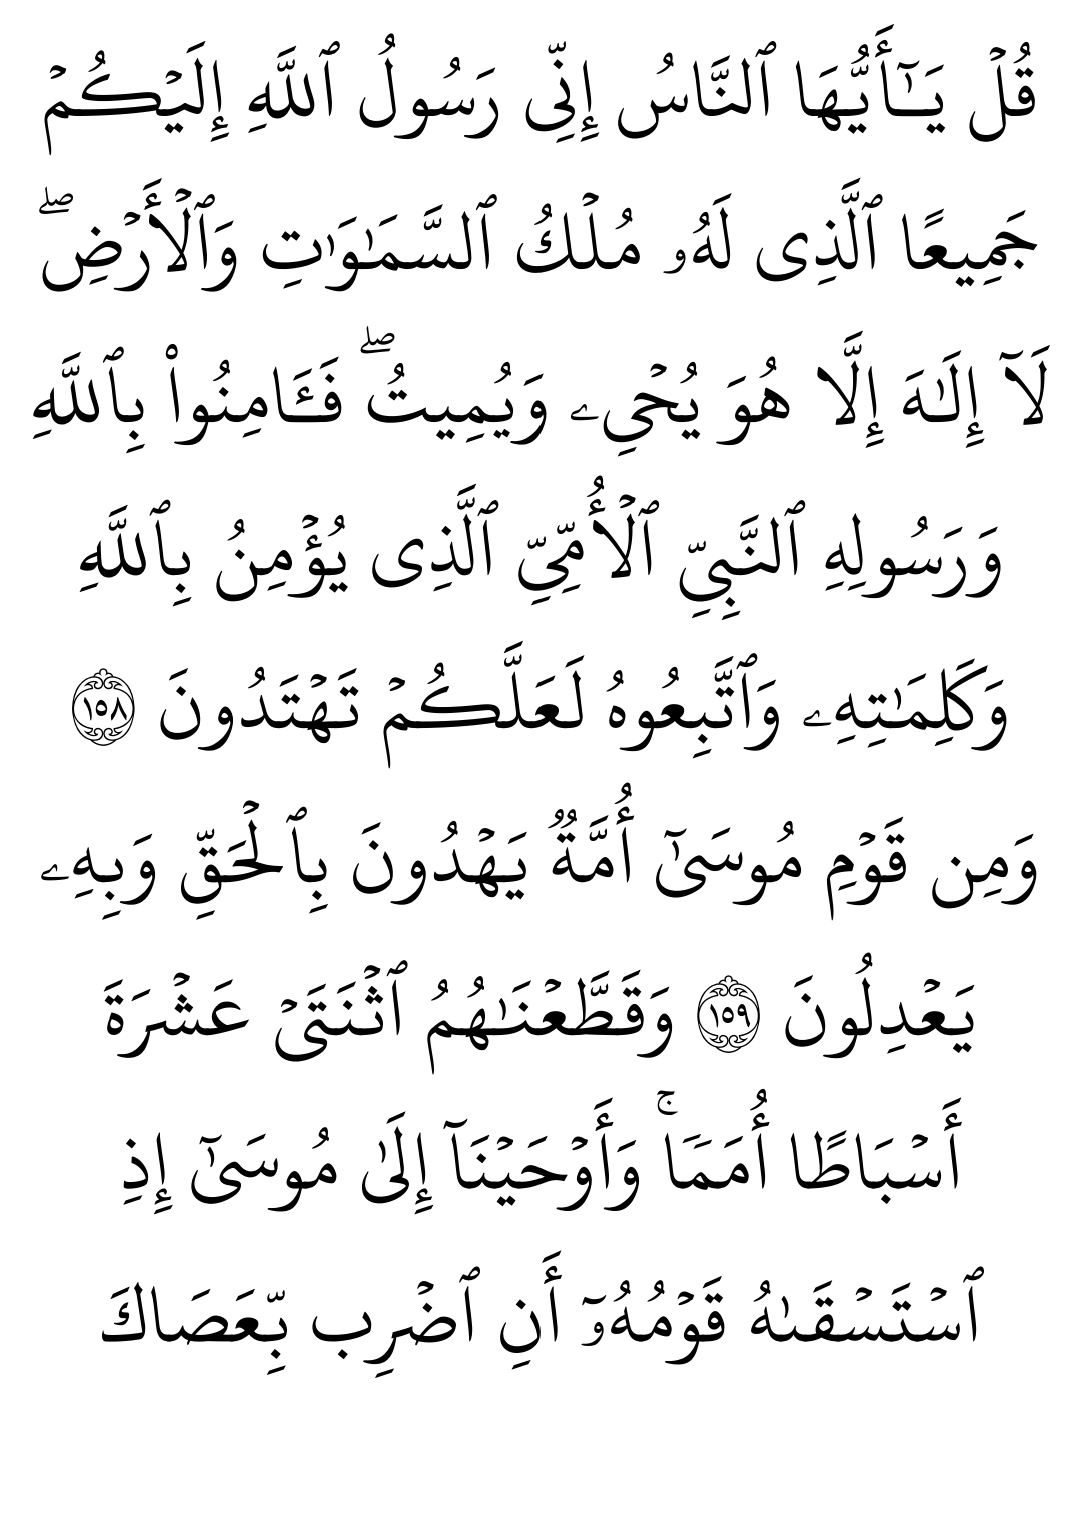 قُلۡ يَـٰٓأَيُّهَا ٱلنَّاسُ إِنِّى رَسُولُ ٱللَّهِ إِلَيۡكُمۡ
جَمِيعًا ٱلَّذِى لَهُۥ مُلۡكُ ٱلسَّمَـٰوَٰتِ وَٱلۡأَرۡضِۖ
لَآ إِلَـٰهَ إِلَّا هُوَ يُحۡىِۦ وَيُمِيتُۖ فَـَٔامِنُوا۟ بِٱللَّهِ
وَرَسُولِهِ ٱلنَّبِىِّ ٱلۡأُمِّىِّ ٱلَّذِى يُؤۡمِنُ بِٱللَّهِ
وَكَلِمَـٰتِهِۦ وَٱتَّبِعُوهُ لَعَلَّكُمۡ تَهۡتَدُونَ ١٥٨
وَمِن قَوۡمِ مُوسَىٰٓ أُمَّةٌ يَهۡدُونَ بِٱلۡحَقِّ وَبِهِۦ
يَعۡدِلُونَ ١٥٩ وَقَطَّعۡنَـٰهُمُ ٱثۡنَتَىۡ عَشۡرَةَ
أَسۡبَاطًا أُمَمًاۚ وَأَوۡحَيۡنَآ إِلَىٰ مُوسَىٰٓ إِذِ
ٱسۡتَسۡقَىٰهُ قَوۡمُهُۥٓ أَنِ ٱضۡرِب بِّعَصَاكَ